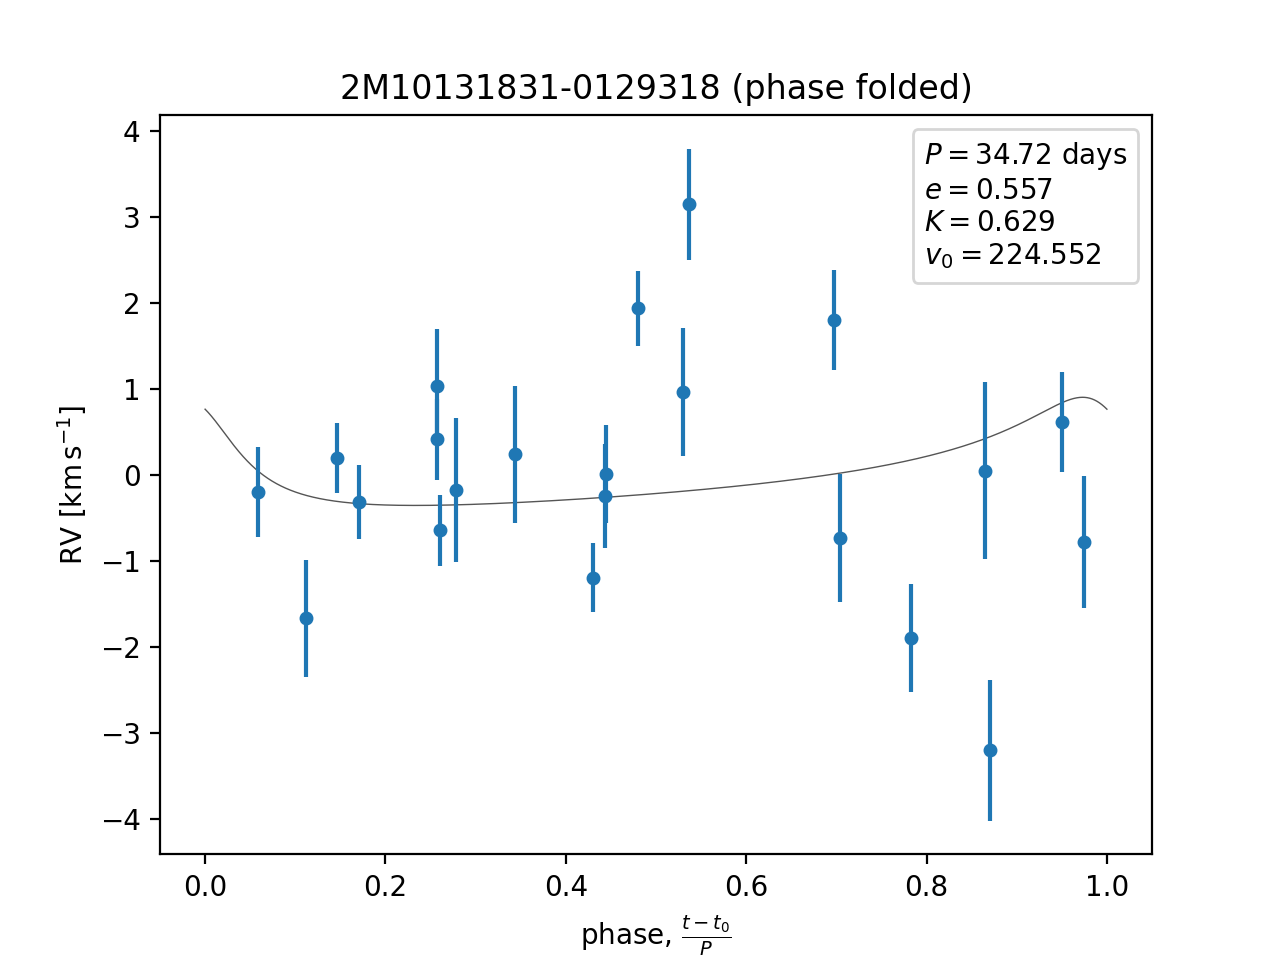 2M10131831-0129318 (phase folded)
P = 34.72 days
e = 0.557
K = 0.629
v₀ = 224.552
4
3
2
1
0
−1
−2
−3
−4
RV [km s⁻¹]
0.0 0.2 0.4 0.6 0.8 1.0
phase, (t − t₀)/P